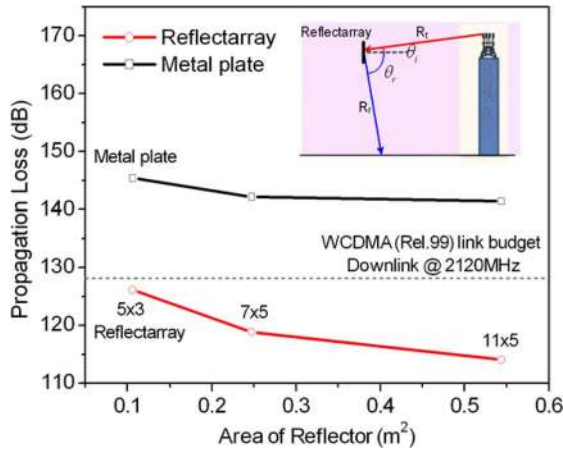 Reflectarray
Metal plate
Reflectarray
Rt
θi
θr
Rr
Metal plate
WCDMA (Rel.99) link budget
Downlink @ 2120MHz
5x3
7x5
11x5
Reflectarray
170
160
150
140
130
120
110
0.1
0.2
0.3
0.4
0.5
0.6
Propagation Loss (dB)
Area of Reflector (m²)